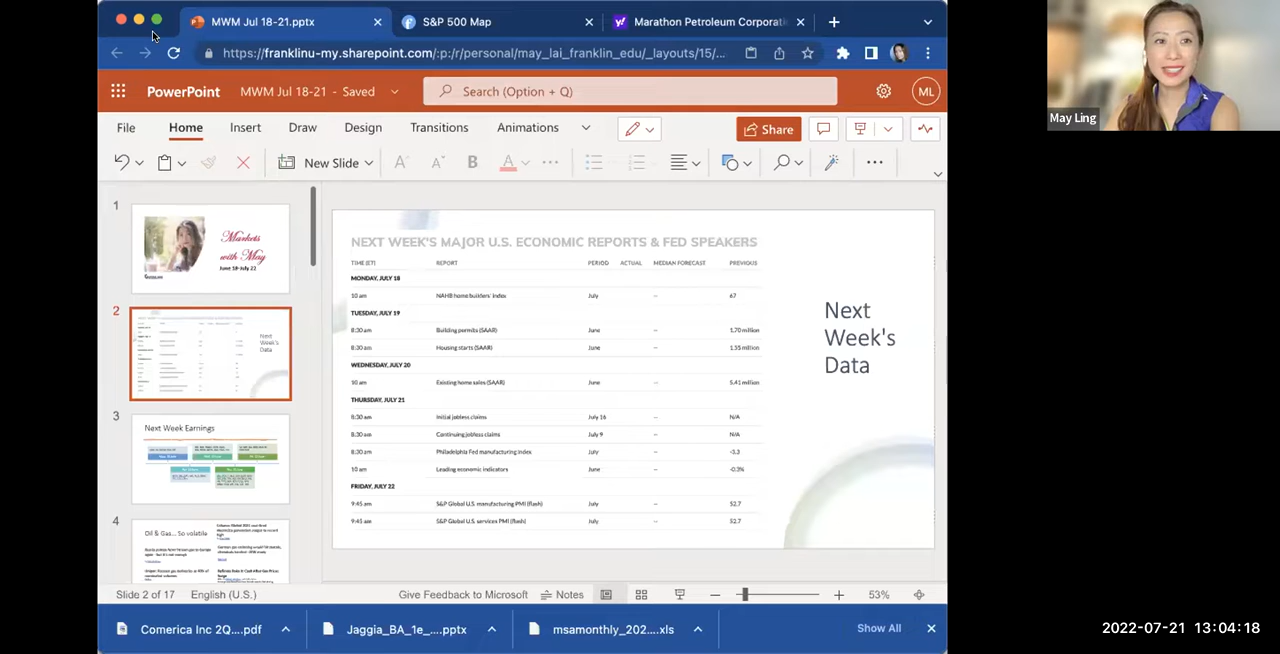 MWM Jul 18-21.pptx
S&P 500 Map
Marathon Petroleum Corporati
https://franklinu-my.sharepoint.com/:p:/r/personal/may_lai_franklin_edu/_layouts/15/...
PowerPoint
MWM Jul 18-21 - Saved
Search (Option + Q)
ML
File Home Insert Draw Design Transitions Animations
Share
New Slide
May Ling
1
Markets
with May
June 18-July 22
2
Next
Week's
Data
3
Next Week Earnings
4
Oil & Gas... So volatile
NEXT WEEK'S MAJOR U.S. ECONOMIC REPORTS & FED SPEAKERS
TIME (ET) REPORT PERIOD ACTUAL MEDIAN FORECAST PREVIOUS
MONDAY, JULY 18
10 am NAHB home builders' index July -- 67
TUESDAY, JULY 19
8:30 am Building permits (SAAR) June -- 1.70 million
8:30 am Housing starts (SAAR) June -- 1.55 million
WEDNESDAY, JULY 20
10 am Existing home sales (SAAR) June -- 5.41 million
THURSDAY, JULY 21
8:30 am Initial jobless claims July 16 -- N/A
8:30 am Continuing jobless claims July 9 -- N/A
8:30 am Philadelphia Fed manufacturing index July -- -3.3
10 am Leading economic indicators June -- -0.3%
FRIDAY, JULY 22
9:45 am S&P Global U.S. manufacturing PMI (flash) July -- 52.7
9:45 am S&P Global U.S. services PMI (flash) July -- 52.7
Next
Week's
Data
Slide 2 of 17 English (U.S.) Give Feedback to Microsoft Notes 53%
Comerica Inc 2Q....pdf
Jaggia_BA_1e_....pptx
msamonthly_202....xls
Show All
2022-07-21 13:04:18